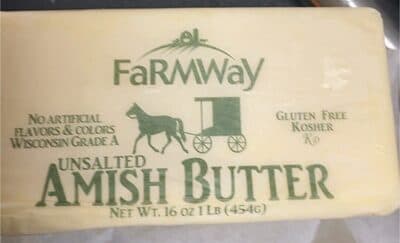 FaRMWay
No Artificial
Flavors & Colors
Wisconsin Grade A
Gluten Free
Kosher
Unsalted
Amish Butter
Net Wt. 16 oz 1 Lb (454g)